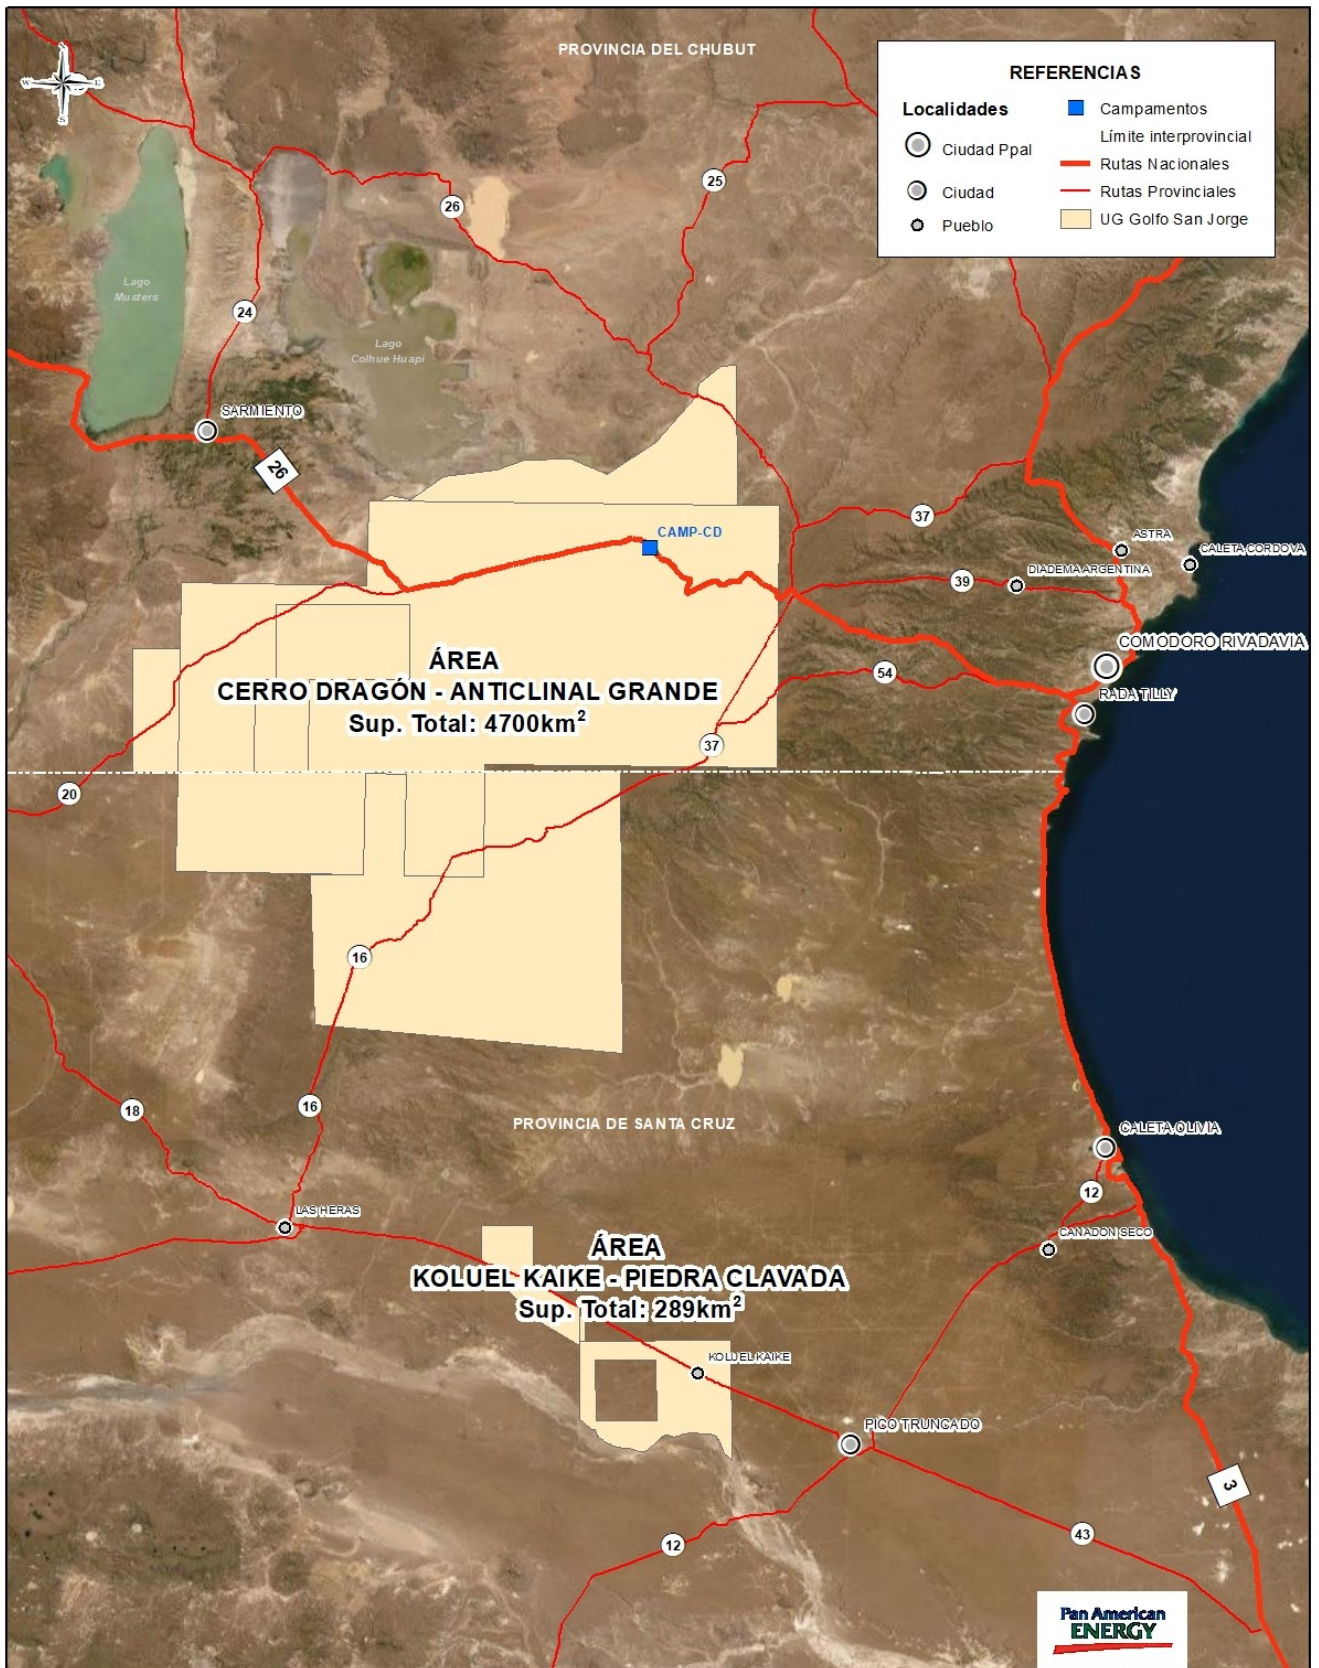 PROVINCIA DEL CHUBUT
REFERENCIAS
Localidades
Ciudad Ppal
Ciudad
Pueblo
Campamentos
Límite interprovincial
Rutas Nacionales
Rutas Provinciales
UG Golfo San Jorge
N
W
E
S
25
26
Lago
Musters
24
Lago
Colhue Huapi
SARMIENTO
26
37
CAMP-CD
ASTRA
CALETA CORDOVA
DIADEMA ARGENTINA
39
COMODORO RIVADAVIA
ÁREA
CERRO DRAGÓN - ANTICLINAL GRANDE
Sup. Total: 4700km²
54
RADA TILLY
37
20
16
18
16
PROVINCIA DE SANTA CRUZ
CALETA OLIVIA
12
LAS HERAS
CANADON SECO
ÁREA
KOLUEL KAIKE - PIEDRA CLAVADA
Sup. Total: 289km²
KOLUEL KAIKE
PICO TRUNCADO
3
12
43
Pan American
ENERGY